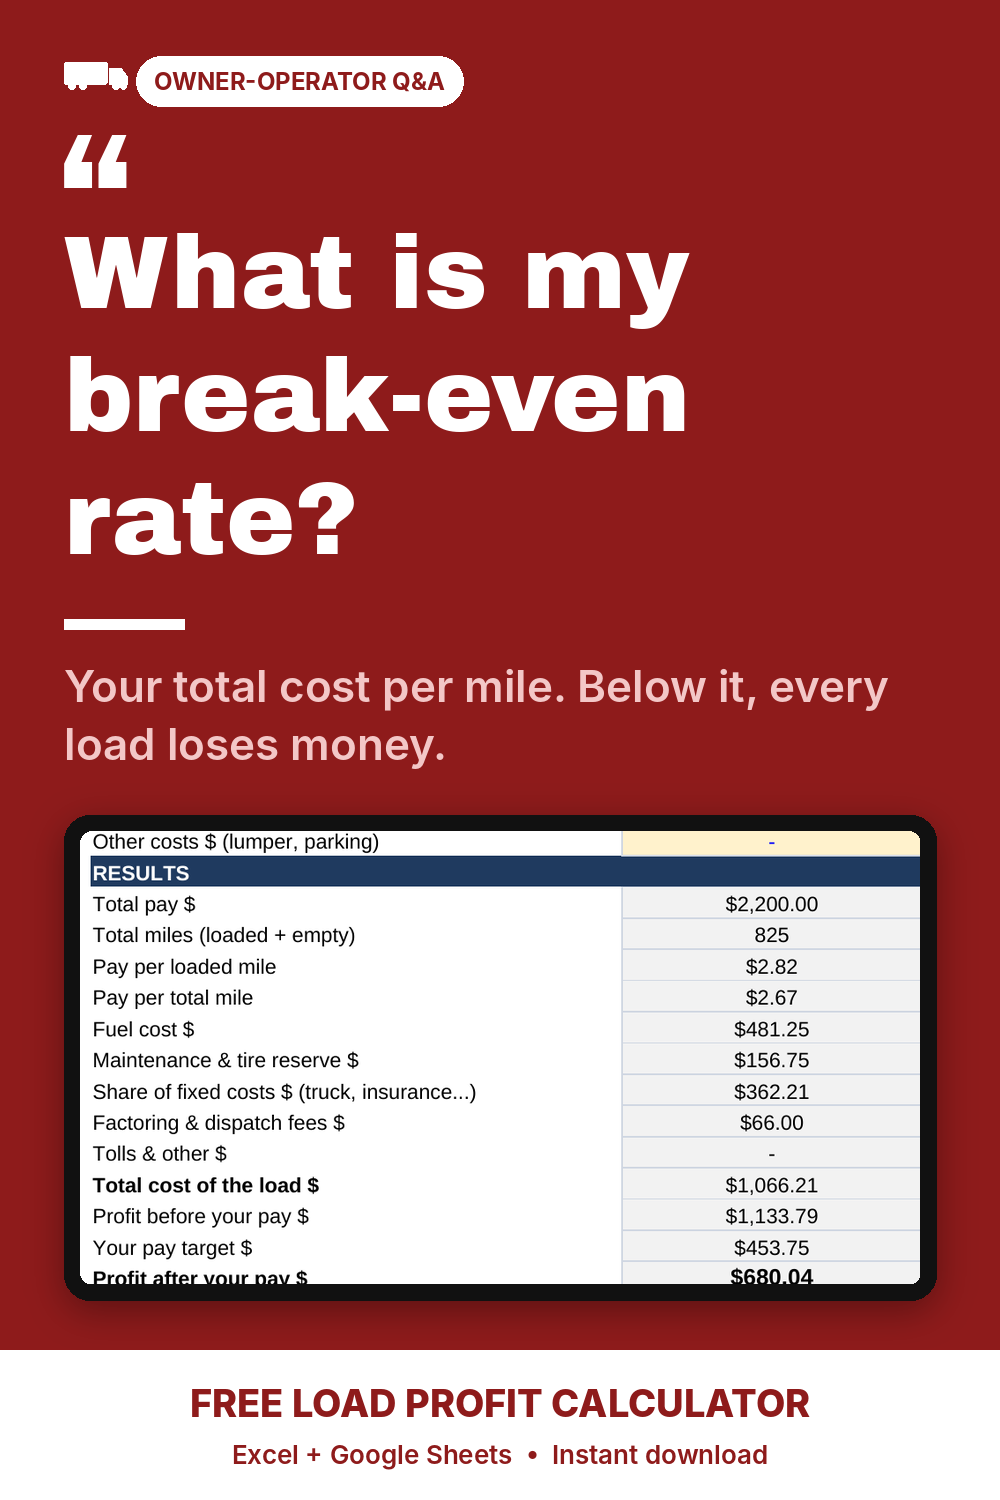 OWNER-OPERATOR Q&A
“
What is my
break-even
rate?
Your total cost per mile. Below it, every
load loses money.
Other costs $ (lumper, parking) -
RESULTS
Total pay $ $2,200.00
Total miles (loaded + empty) 825
Pay per loaded mile $2.82
Pay per total mile $2.67
Fuel cost $ $481.25
Maintenance & tire reserve $ $156.75
Share of fixed costs $ (truck, insurance...) $362.21
Factoring & dispatch fees $ $66.00
Tolls & other $ -
Total cost of the load $ $1,066.21
Profit before your pay $ $1,133.79
Your pay target $ $453.75
Profit after your pay $ $680.04
FREE LOAD PROFIT CALCULATOR
Excel + Google Sheets • Instant download